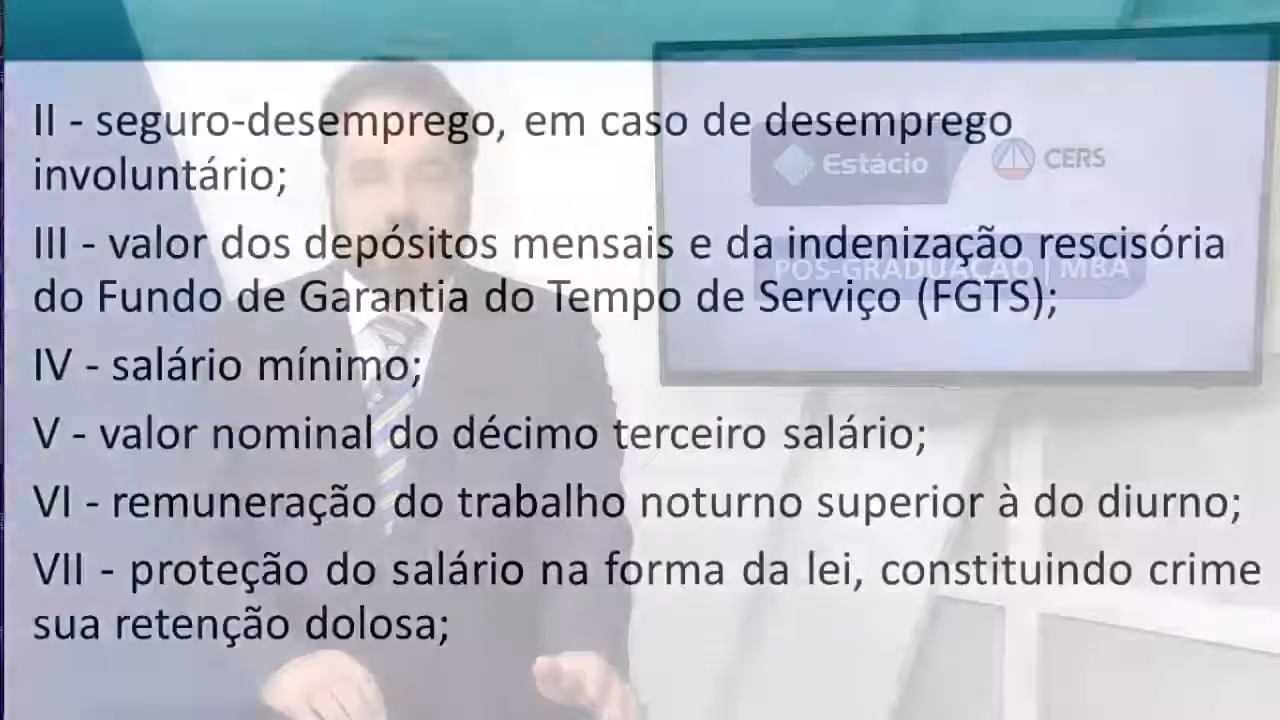 II - seguro-desemprego, em caso de desemprego
involuntário;
Estácio
CERS
III - valor dos depósitos mensais e da indenização rescisória
PÓS-GRADUAÇÃO | MBA
do Fundo de Garantia do Tempo de Serviço (FGTS);
IV - salário mínimo;
V - valor nominal do décimo terceiro salário;
VI - remuneração do trabalho noturno superior à do diurno;
VII - proteção do salário na forma da lei, constituindo crime
sua retenção dolosa;